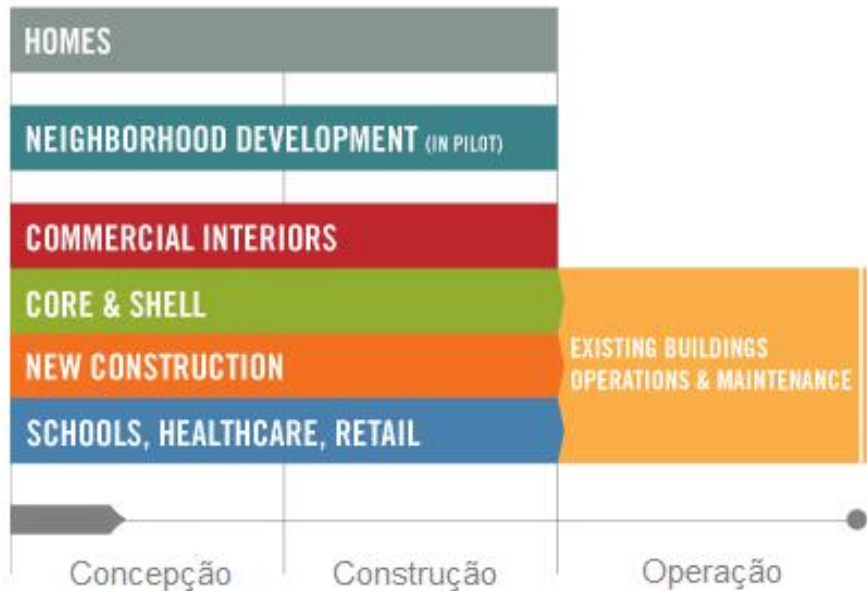 HOMES
NEIGHBORHOOD DEVELOPMENT (IN PILOT)
COMMERCIAL INTERIORS
CORE & SHELL
NEW CONSTRUCTION
SCHOOLS, HEALTHCARE, RETAIL
EXISTING BUILDINGS
OPERATIONS & MAINTENANCE
Concepção
Construção
Operação